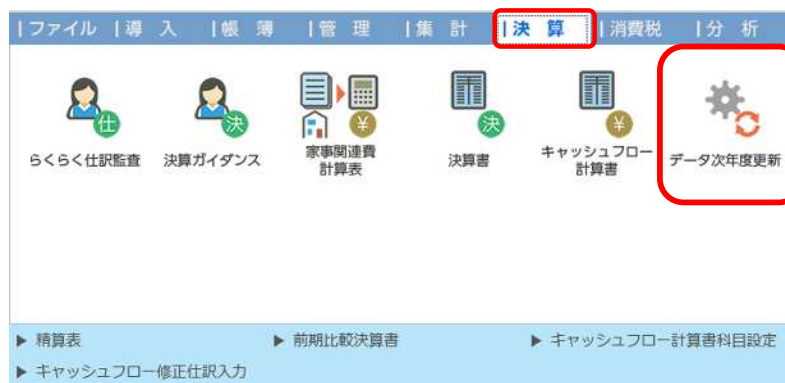 |ファイル |導 入 |帳 簿 |管 理 |集 計 |決 算 |消費税 |分 析
仕 決 ¥ 決 ¥
らくらく仕訳監査 決算ガイダンス 家事関連費 決算書 キャッシュフロー データ次年度更新
計算表 計算書
▶ 精算表 ▶ 前期比較決算書 ▶ キャッシュフロー計算書科目設定
▶ キャッシュフロー修正仕訳入力